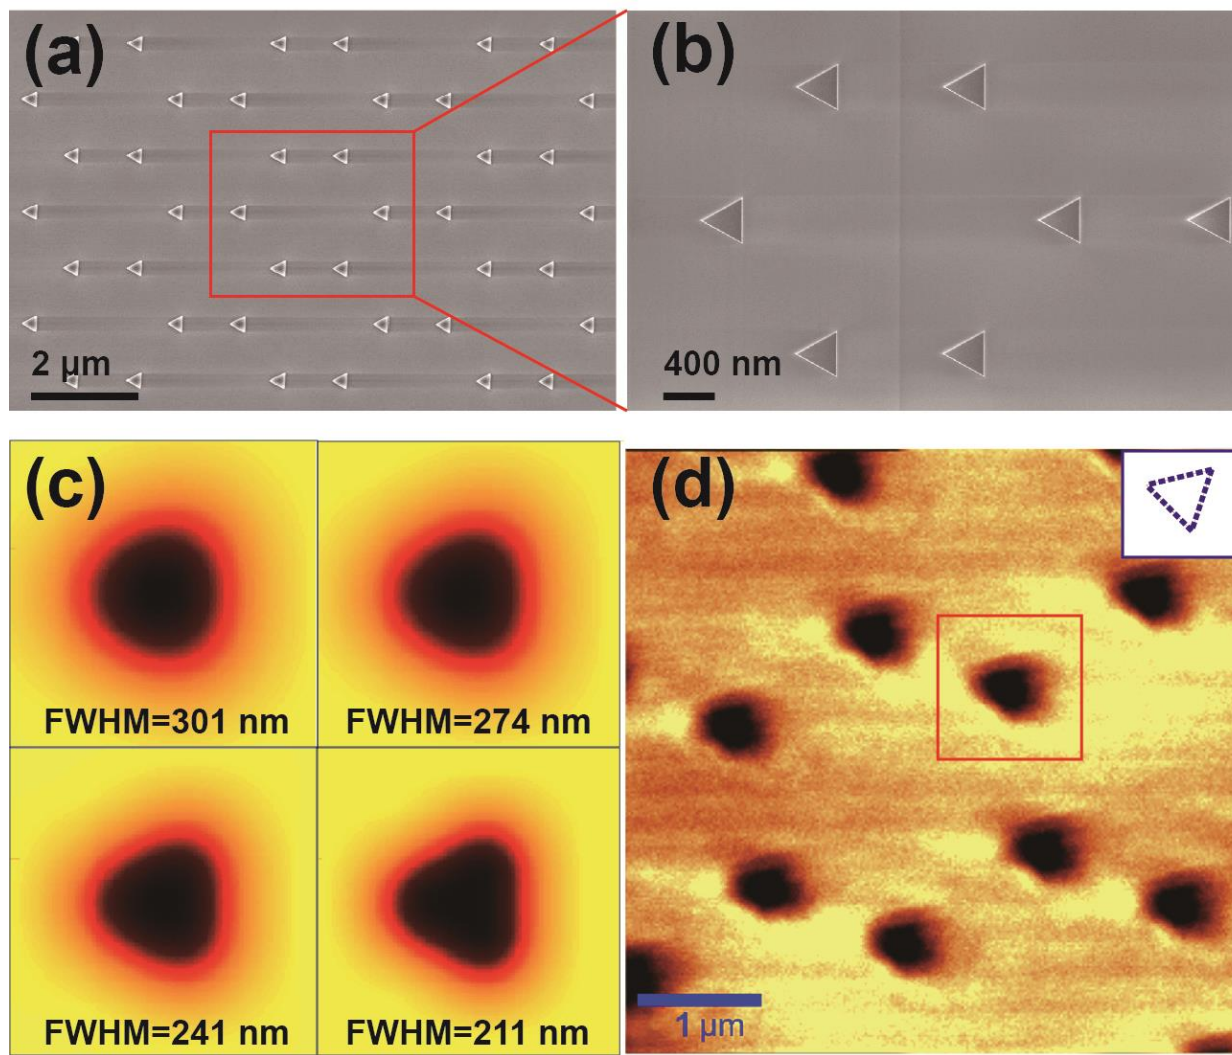 (a)
2 µm
(b)
400 nm
(c)
FWHM=301 nm
FWHM=274 nm
FWHM=241 nm
FWHM=211 nm
(d)
1 µm